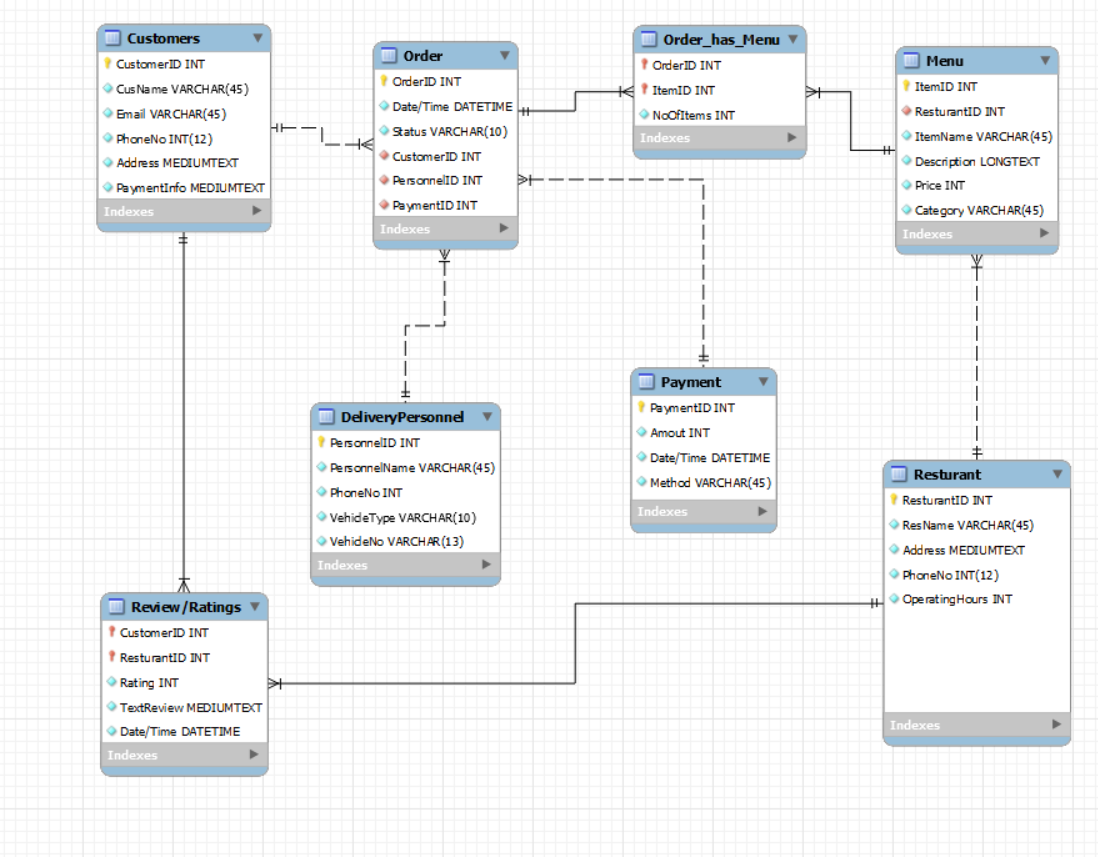 Customers
CustomerID INT
CusName VARCHAR(45)
Email VARCHAR(45)
PhoneNo INT(12)
Address MEDIUMTEXT
PaymentInfo MEDIUMTEXT
Indexes
Order
OrderID INT
Date/Time DATETIME
Status VARCHAR(10)
CustomerID INT
PersonnelID INT
PaymentID INT
Indexes
Order_has_Menu
OrderID INT
ItemID INT
NoOfItems INT
Indexes
Menu
ItemID INT
ResturantID INT
ItemName VARCHAR(45)
Description LONGTEXT
Price INT
Category VARCHAR(45)
Indexes
DeliveryPersonnel
PersonnelID INT
PersonnelName VARCHAR(45)
PhoneNo INT
VehicleType VARCHAR(10)
VehicleNo VARCHAR(13)
Indexes
Payment
PaymentID INT
Amout INT
Date/Time DATETIME
Method VARCHAR(45)
Indexes
Resturant
ResturantID INT
ResName VARCHAR(45)
Address MEDIUMTEXT
PhoneNo INT(12)
OperatingHours INT
Indexes
Review/Ratings
CustomerID INT
ResturantID INT
Rating INT
TextReview MEDIUMTEXT
Date/Time DATETIME
Indexes